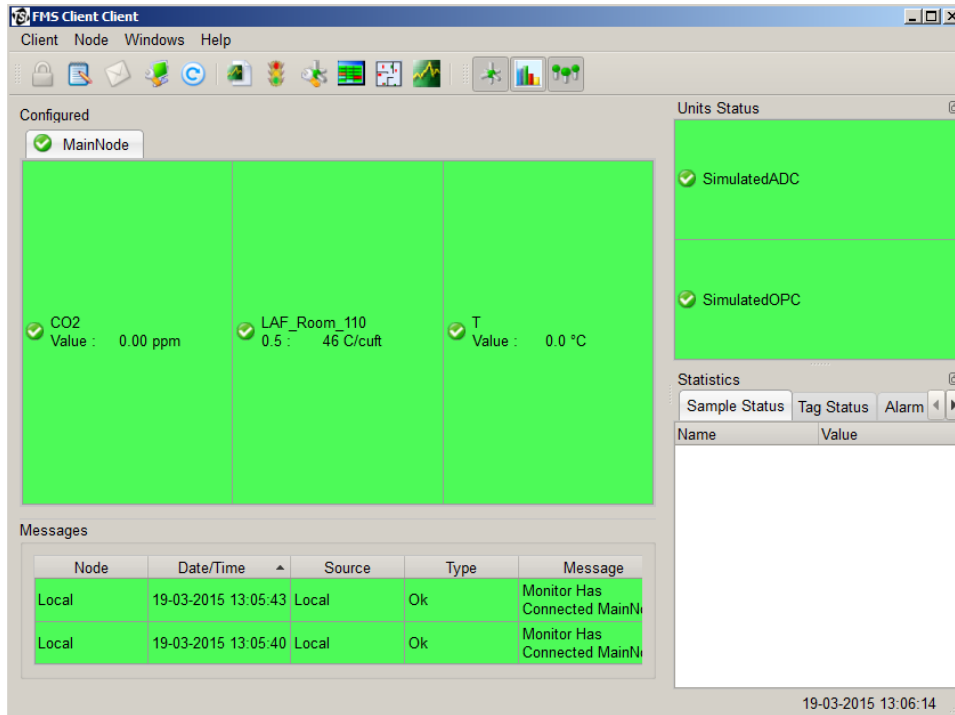 FMS Client Client
Client Node Windows Help
Configured
MainNode
CO2
Value : 0.00 ppm
LAF_Room_110
0.5 : 46 C/cuft
T
Value : 0.0 °C
Units Status
SimulatedADC
SimulatedOPC
Statistics
Sample Status Tag Status Alarm
Name Value
Messages
Node Date/Time Source Type Message
Local 19-03-2015 13:05:43 Local Ok Monitor Has
Connected MainNo
Local 19-03-2015 13:05:40 Local Ok Monitor Has
Connected MainNo
19-03-2015 13:06:14